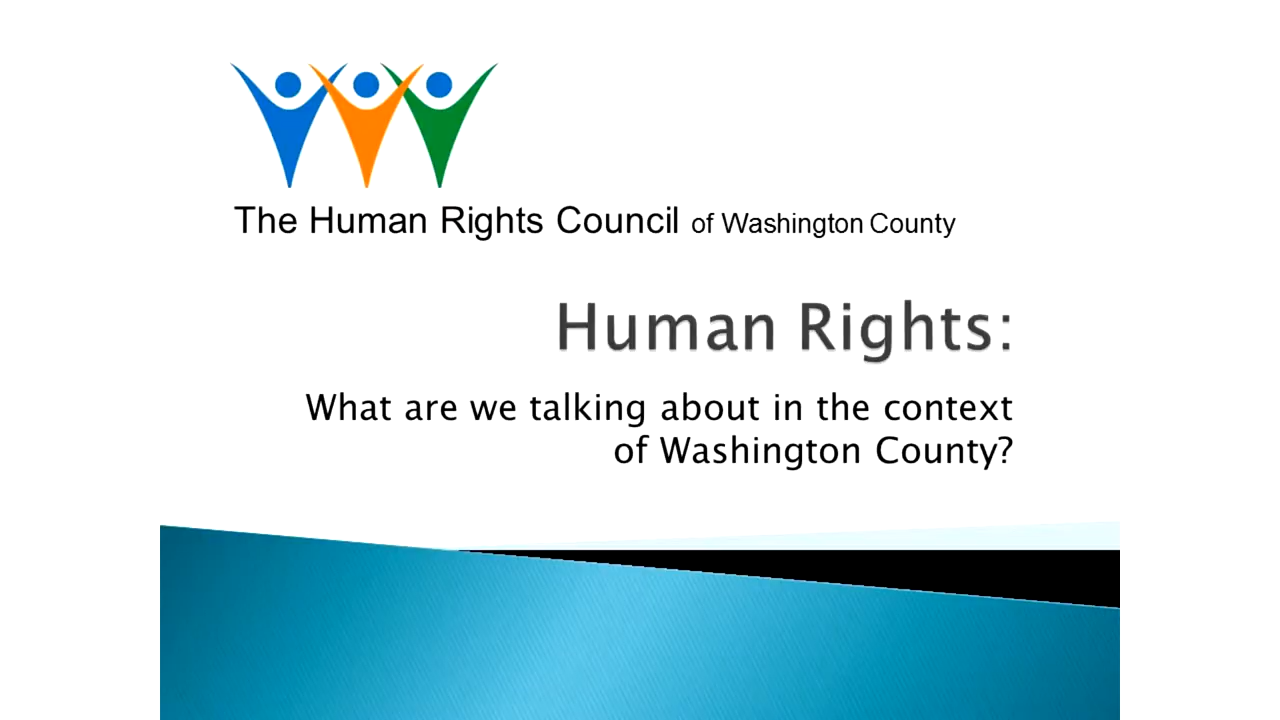 The Human Rights Council of Washington County
Human Rights:
What are we talking about in the context
of Washington County?